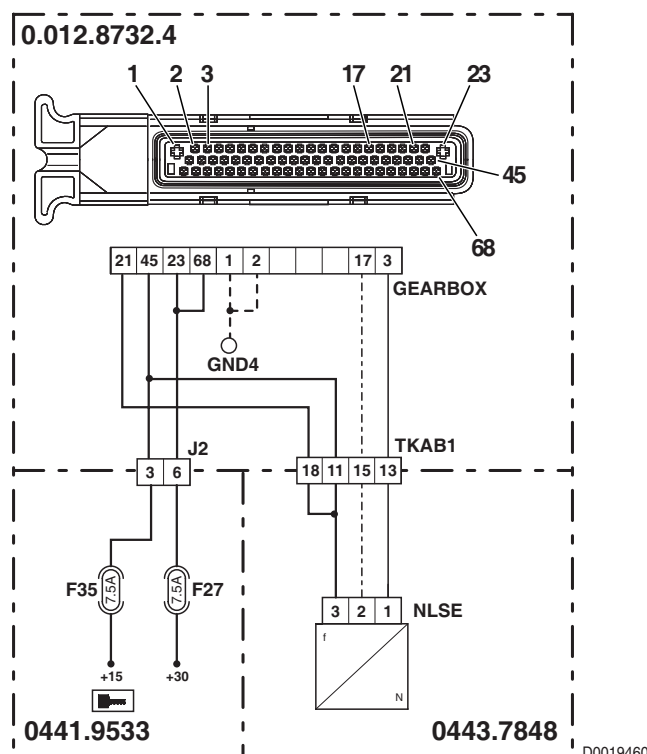 0.012.8732.4
1 2 3 17 21 23
45
68
21 45 23 68 1 2 17 3
GEARBOX
GND4
J2
TKAB1
3 6
18 11 15 13
F35 7.5A 7.5A F27
3 2 1 NLSE
f
N
+15 +30
0441.9533
0443.7848
D0019460